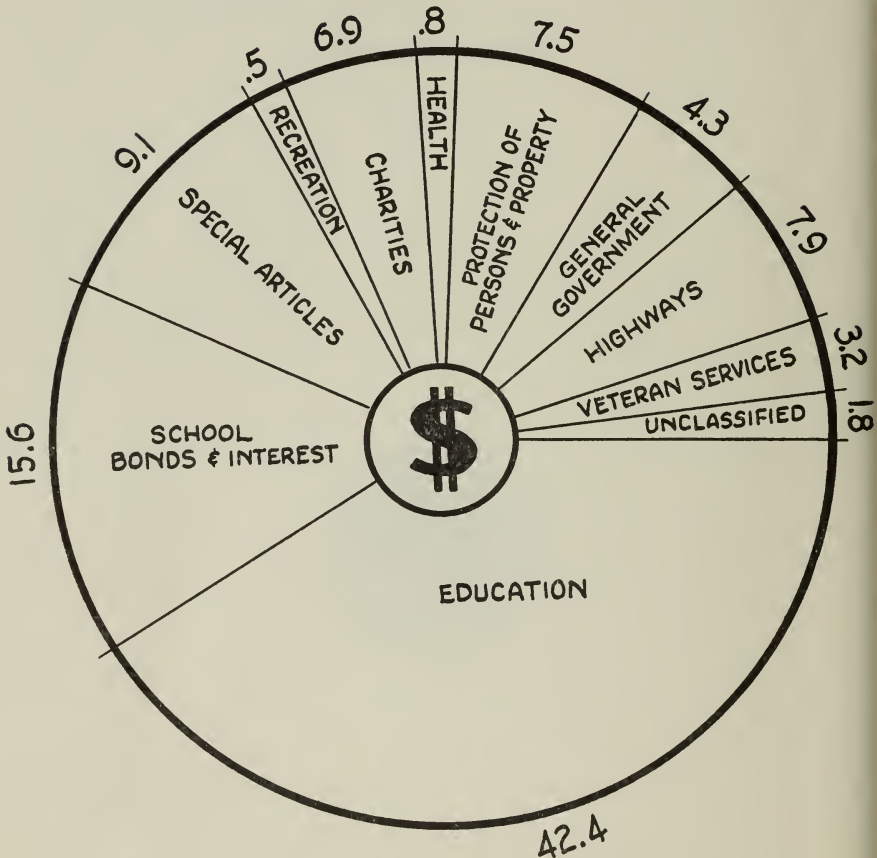 .8
6.9
7.5
.5
4.3
9.1
7.9
3.2
1.8
15.6
42.4
HEALTH
RECREATION
CHARITIES
PROTECTION OF
PERSONS & PROPERTY
SPECIAL ARTICLES
GENERAL
GOVERNMENT
HIGHWAYS
VETERAN SERVICES
UNCLASSIFIED
SCHOOL
BONDS & INTEREST
$
EDUCATION